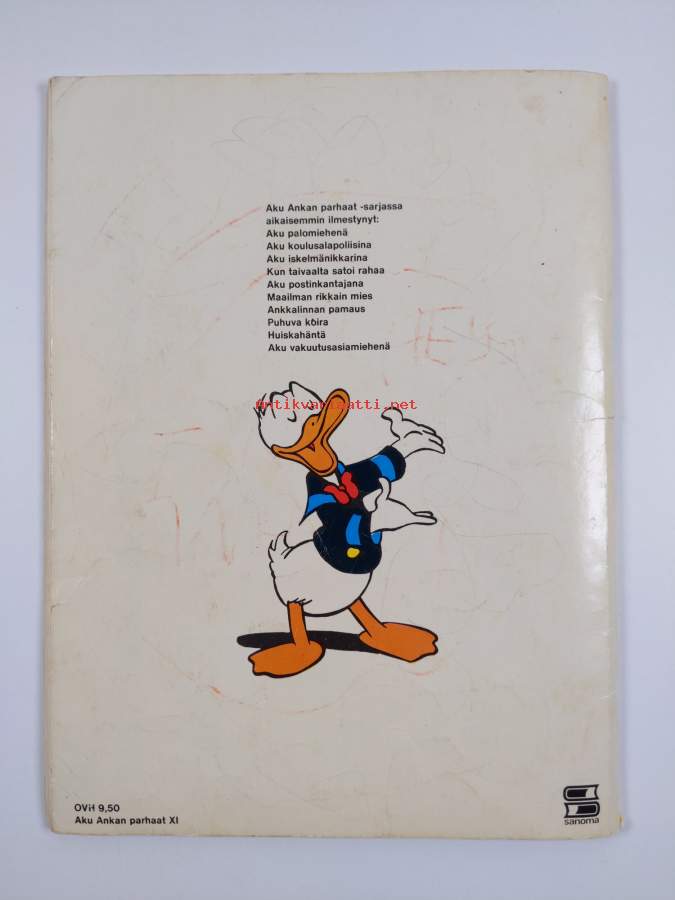 Aku Ankan parhaat -sarjassa
aikaisemmin ilmestynyt:
Aku palomiehenä
Aku koulusalapoliisina
Aku iskelmänikkarina
Kun taivaalta satoi rahaa
Aku postinkantajana
Maailman rikkain mies
Ankkalinnan pamaus
Puhuva koira
Huiskahäntä
Aku vakuutusasiamiehenä
Antikvariaatti.net
OVH 9,50
Aku Ankan parhaat XI
sanoma